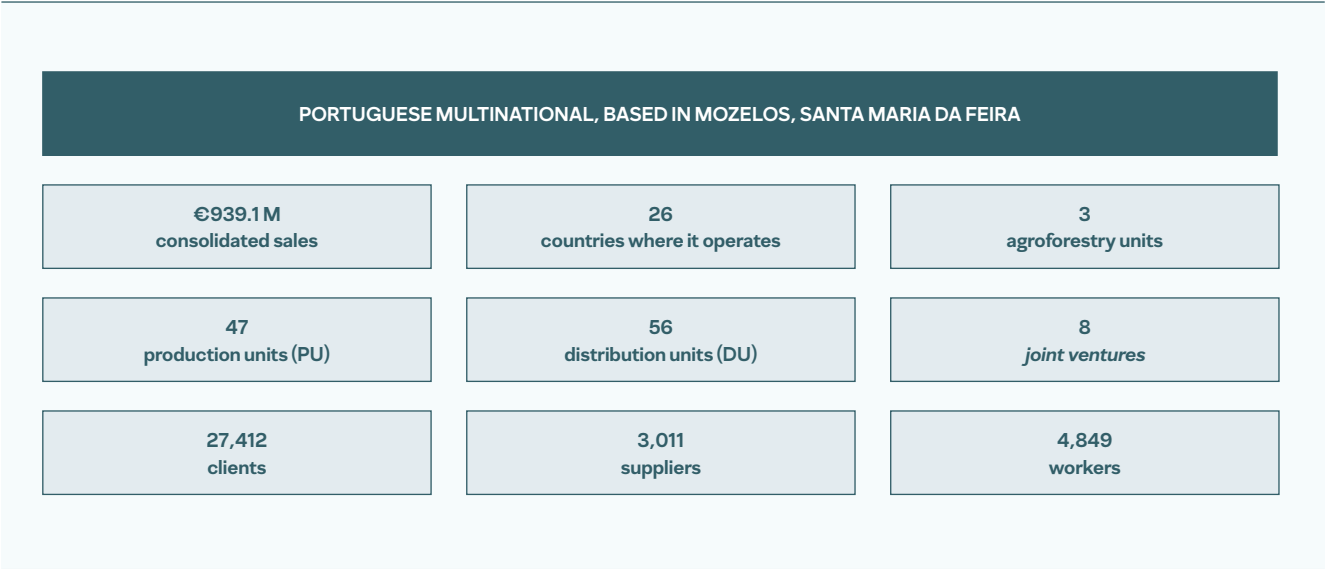 PORTUGUESE MULTINATIONAL, BASED IN MOZELOS, SANTA MARIA DA FEIRA
€939.1 M
consolidated sales
26
countries where it operates
3
agroforestry units
47
production units (PU)
56
distribution units (DU)
8
joint ventures
27,412
clients
3,011
suppliers
4,849
workers